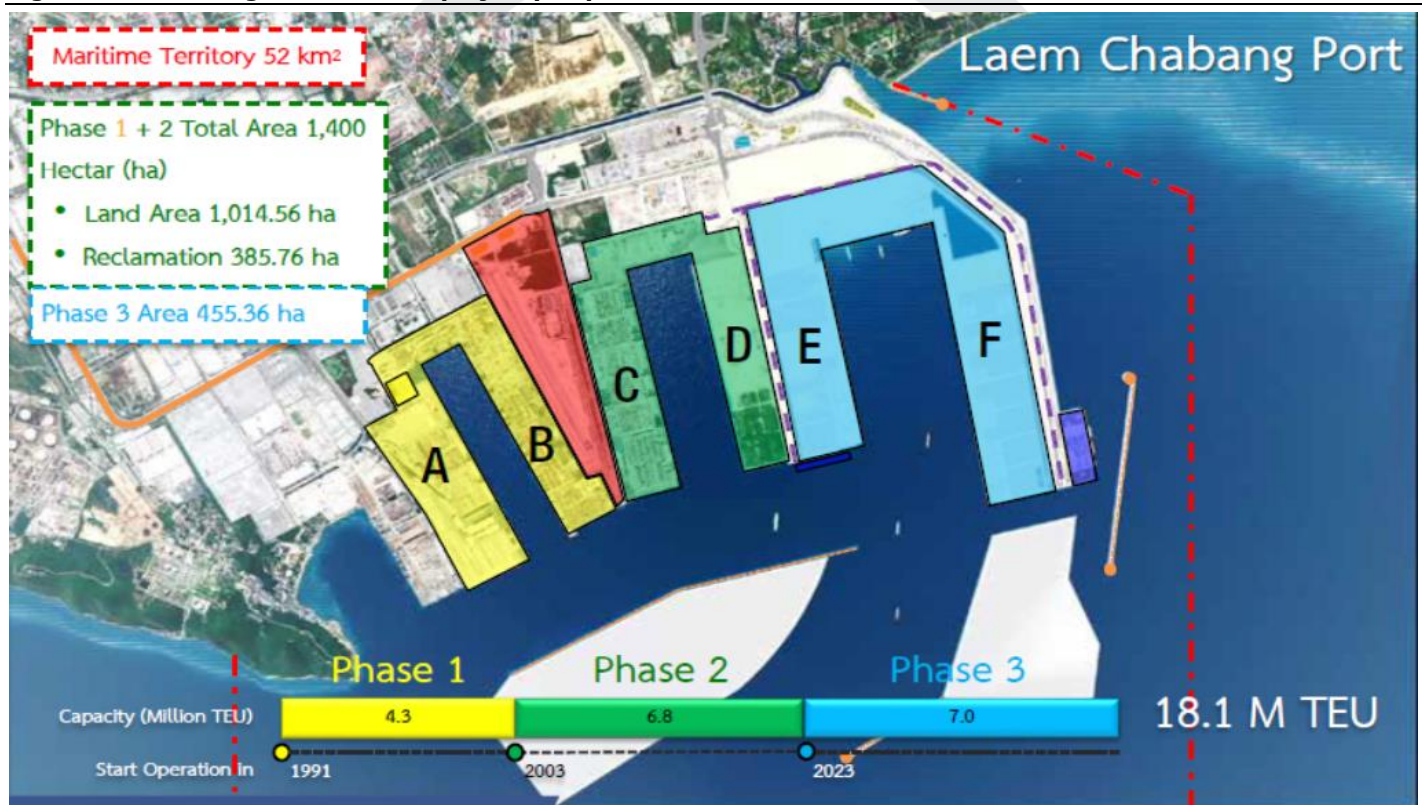 Laem Chabang Port
Maritime Territory 52 km²
Phase 1 + 2 Total Area 1,400
Hectar (ha)
• Land Area 1,014.56 ha
• Reclamation 385.76 ha
Phase 3 Area 455.36 ha
A
B
C
D
E
F
Phase 1
Phase 2
Phase 3
Capacity (Million TEU)
4.3
6.8
7.0
18.1 M TEU
Start Operation in
1991
2003
2023